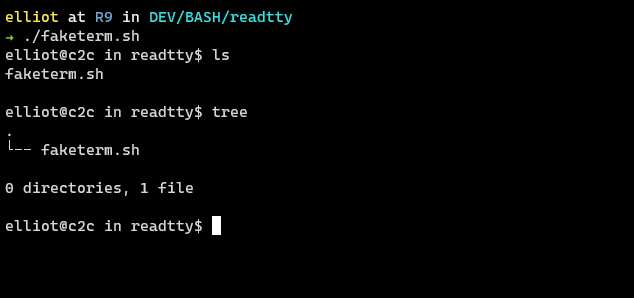 elliot at R9 in DEV/BASH/readtty
→ ./faketerm.sh
elliot@c2c in readtty$ ls
faketerm.sh
elliot@c2c in readtty$ tree
.
└── faketerm.sh
0 directories, 1 file
elliot@c2c in readtty$